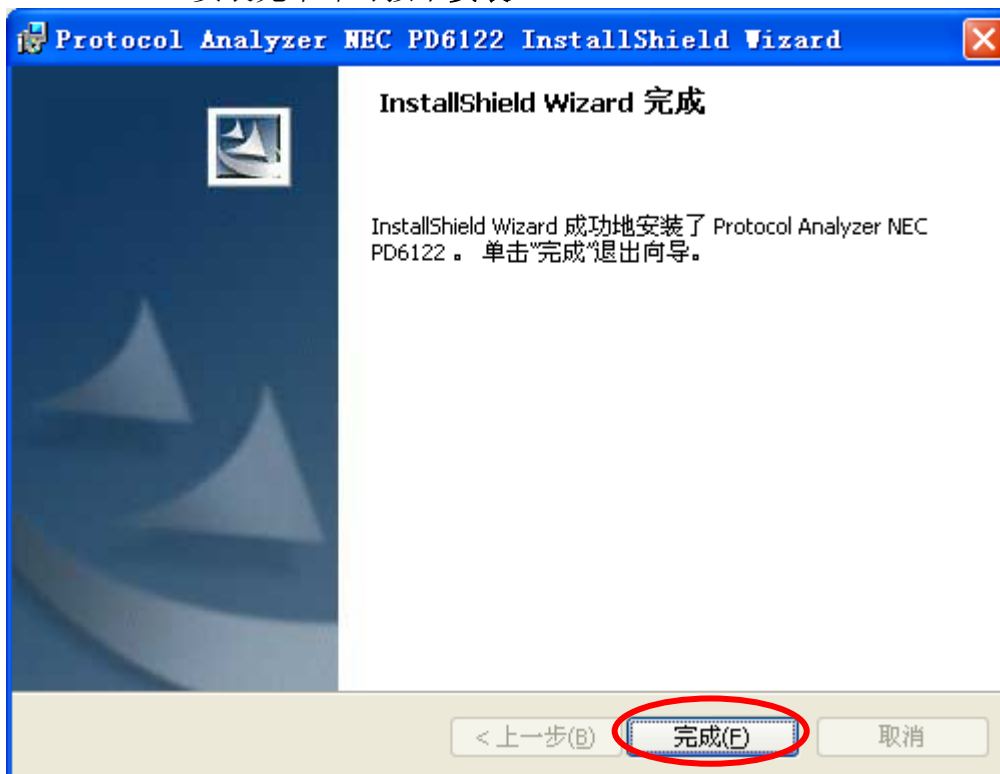 Protocol Analyzer NEC PD6122 InstallShield Wizard
InstallShield Wizard 完成
InstallShield Wizard 成功地安装了 Protocol Analyzer NEC
PD6122 。 单击“完成”退出向导。
< 上一步(B)
完成(F)
取消